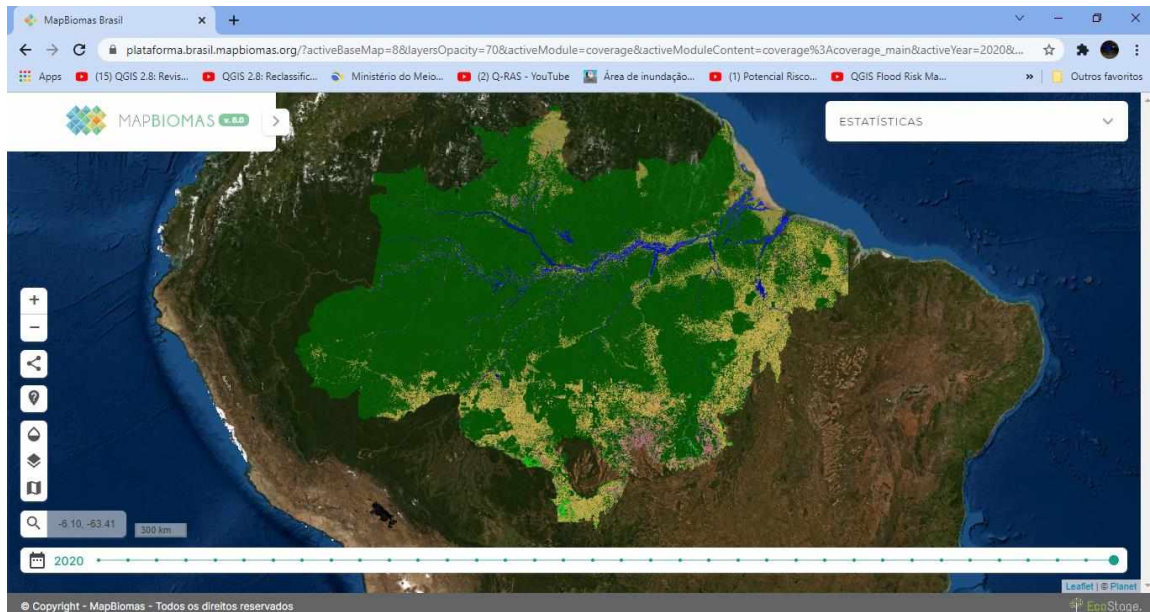 MapBiomas Brasil
plataforma.brasil.mapbiomas.org/?activeBaseMap=8&layersOpacity=70&activeModule=coverage&activeModuleContent=coverage%3Acoverage_main&activeYear=2020&...
Apps (15) QGIS 2.8: Revis... QGIS 2.8: Reclassific... Ministério do Meio... (2) Q-RAS - YouTube Área de inundação... (1) Potencial Risco... QGIS Flood Risk Ma... » Outros favoritos
MAPBIOMAS v. 6.0
ESTATÍSTICAS
+
−
-6.10, -63.41
300 km
2020
Leaflet | © Planet
© Copyright - MapBiomas - Todos os direitos reservados
EcoStage.